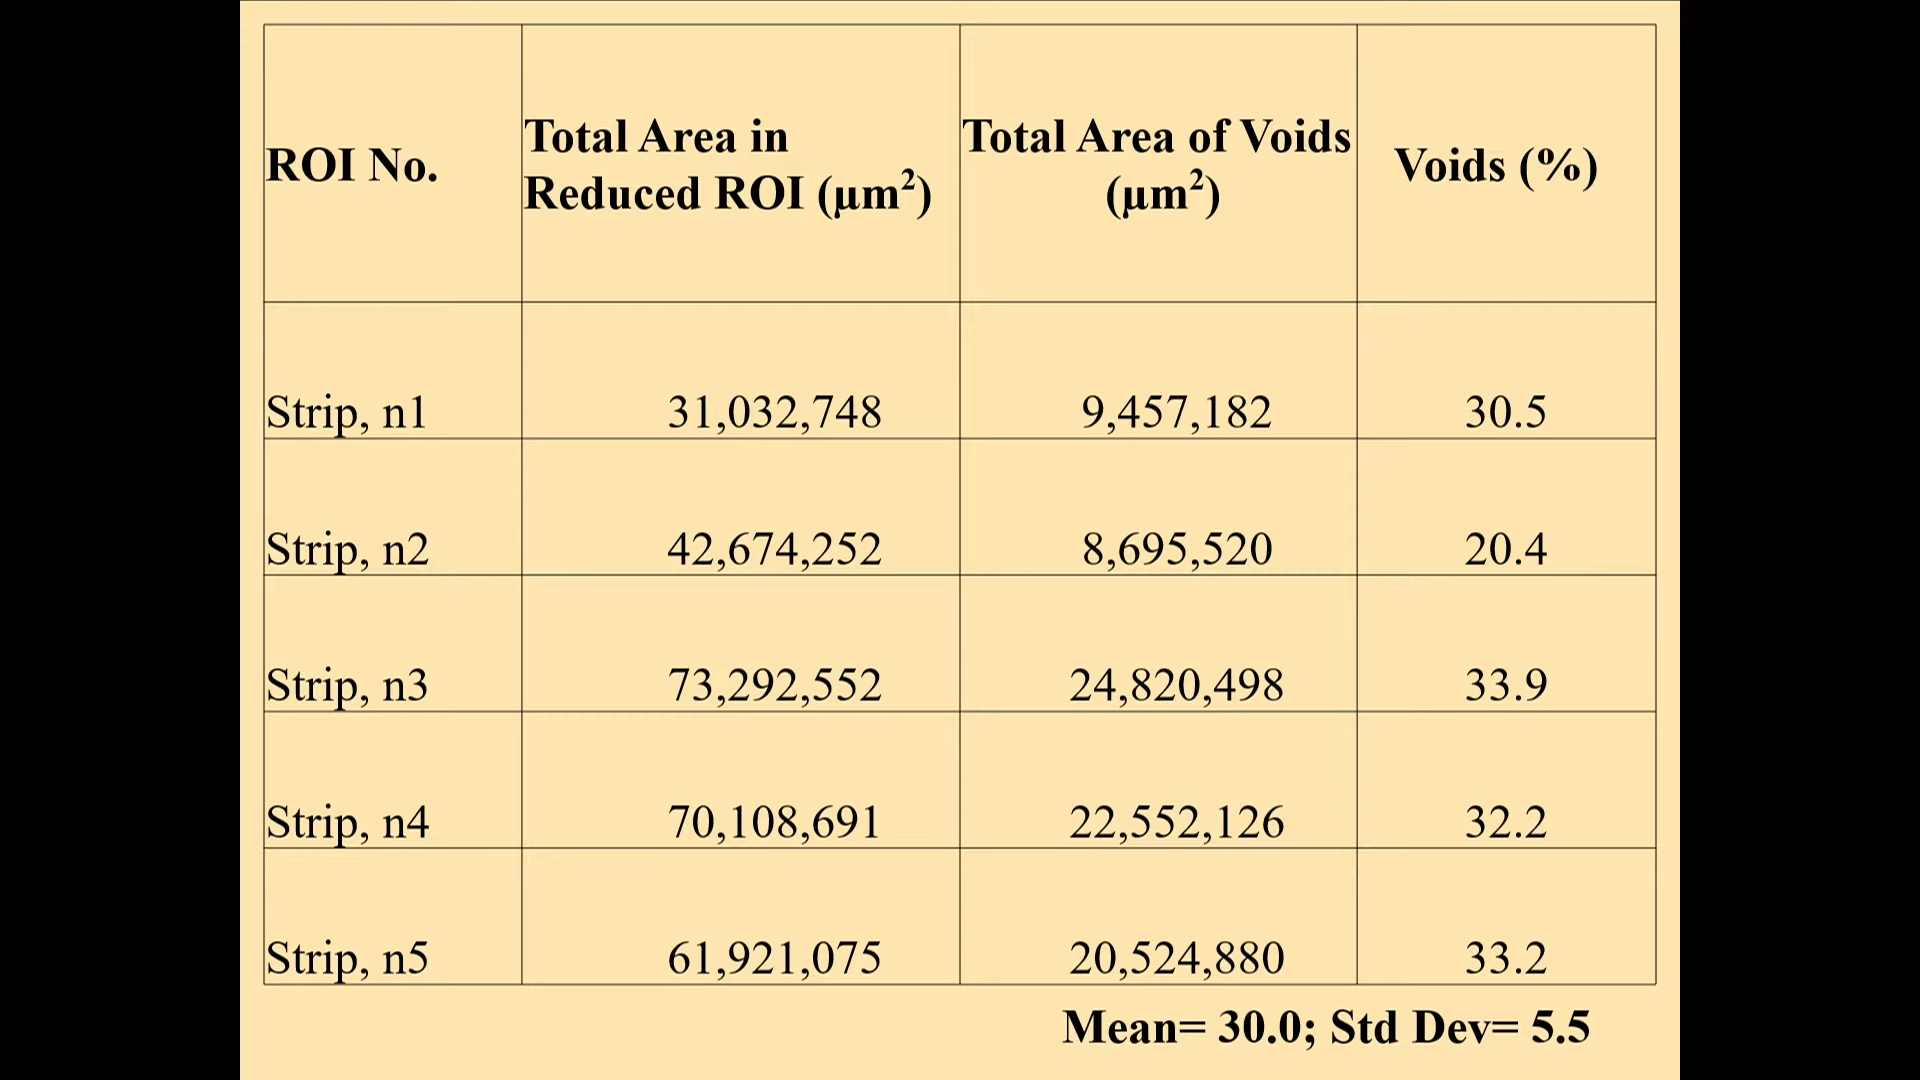 ROI No.
Total Area in
Reduced ROI (µm²)
Total Area of Voids
(µm²)
Voids (%)
Strip, n1 31,032,748 9,457,182 30.5
Strip, n2 42,674,252 8,695,520 20.4
Strip, n3 73,292,552 24,820,498 33.9
Strip, n4 70,108,691 22,552,126 32.2
Strip, n5 61,921,075 20,524,880 33.2
Mean= 30.0; Std Dev= 5.5